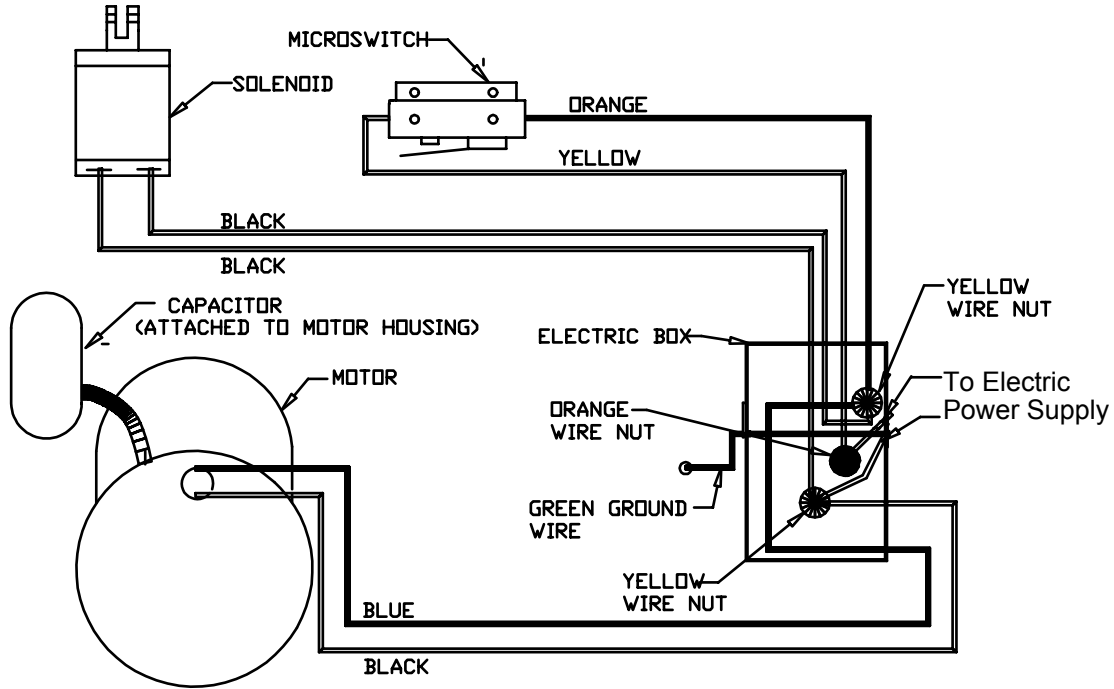 MICROSWITCH
SOLENOID
ORANGE
YELLOW
BLACK
BLACK
YELLOW
WIRE NUT
CAPACITOR
(ATTACHED TO MOTOR HOUSING)
ELECTRIC BOX
MOTOR
To Electric
Power Supply
ORANGE
WIRE NUT
GREEN GROUND
WIRE
YELLOW
WIRE NUT
BLUE
BLACK